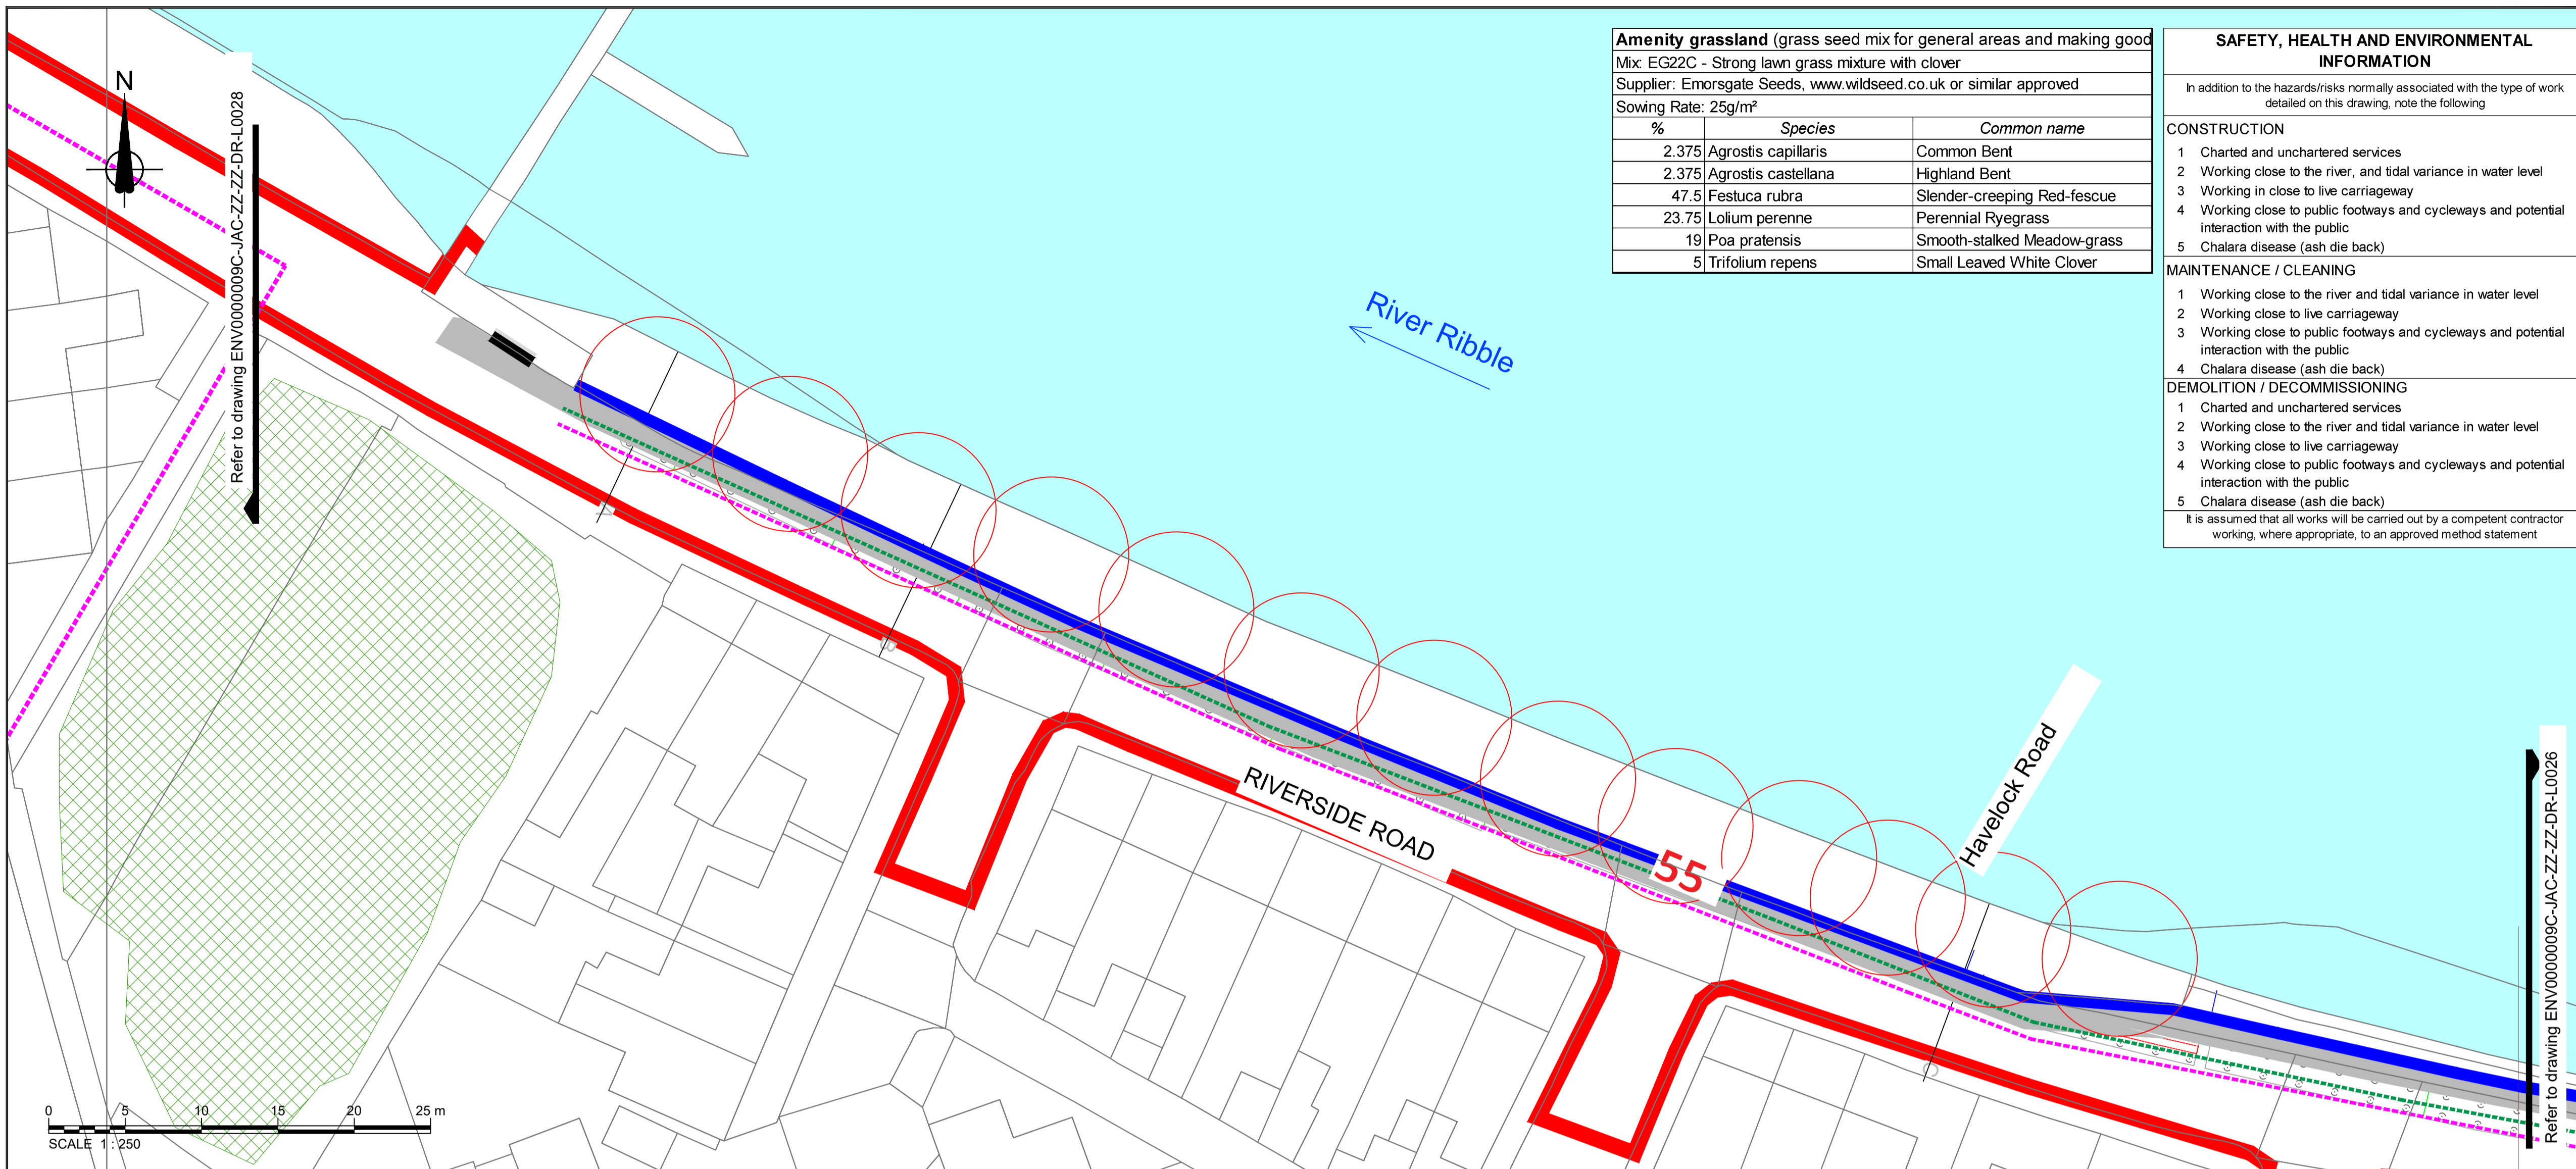 N
Refer to drawing ENV0000009C-JAC-ZZ-ZZ-DR-L0028
River Ribble
Amenity grassland (grass seed mix for general areas and making good
Mix: EG22C - Strong lawn grass mixture with clover
Supplier: Emorsgate Seeds, www.wildseed.co.uk or similar approved
Sowing Rate: 25g/m²
% Species Common name
2.375 Agrostis capillaris Common Bent
2.375 Agrostis castellana Highland Bent
47.5 Festuca rubra Slender-creeping Red-fescue
23.75 Lolium perenne Perennial Ryegrass
19 Poa pratensis Smooth-stalked Meadow-grass
5 Trifolium repens Small Leaved White Clover
SAFETY, HEALTH AND ENVIRONMENTAL
INFORMATION
In addition to the hazards/risks normally associated with the type of work
detailed on this drawing, note the following
CONSTRUCTION
1 Charted and unchartered services
2 Working close to the river, and tidal variance in water level
3 Working in close to live carriageway
4 Working close to public footways and cycleways and potential
interaction with the public
5 Chalara disease (ash die back)
MAINTENANCE / CLEANING
1 Working close to the river and tidal variance in water level
2 Working close to live carriageway
3 Working close to public footways and cycleways and potential
interaction with the public
4 Chalara disease (ash die back)
DEMOLITION / DECOMMISSIONING
1 Charted and unchartered services
2 Working close to the river and tidal variance in water level
3 Working close to live carriageway
4 Working close to public footways and cycleways and potential
interaction with the public
5 Chalara disease (ash die back)
It is assumed that all works will be carried out by a competent contractor
working, where appropriate, to an approved method statement
A
B
RIVERSIDE ROAD
55
Havelock Road
C
Refer to drawing ENV0000009C-JAC-ZZ-ZZ-DR-L0026
0 5 10 15 20 25 m
SCALE 1 : 250